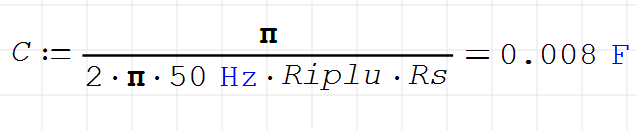 C := π / (2·π·50 Hz·Riplu·Rs) = 0.008 F